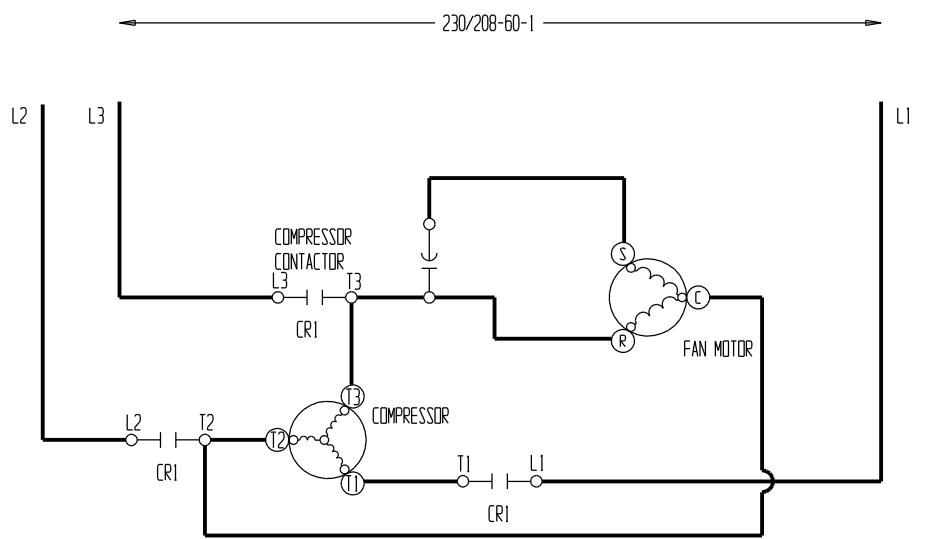 230/208-60-1
L2
L3
L1
COMPRESSOR
CONTACTOR
L3
T3
CR1
S
C
R
FAN MOTOR
T3
COMPRESSOR
L2
T2
T2
CR1
T1
T1
L1
CR1